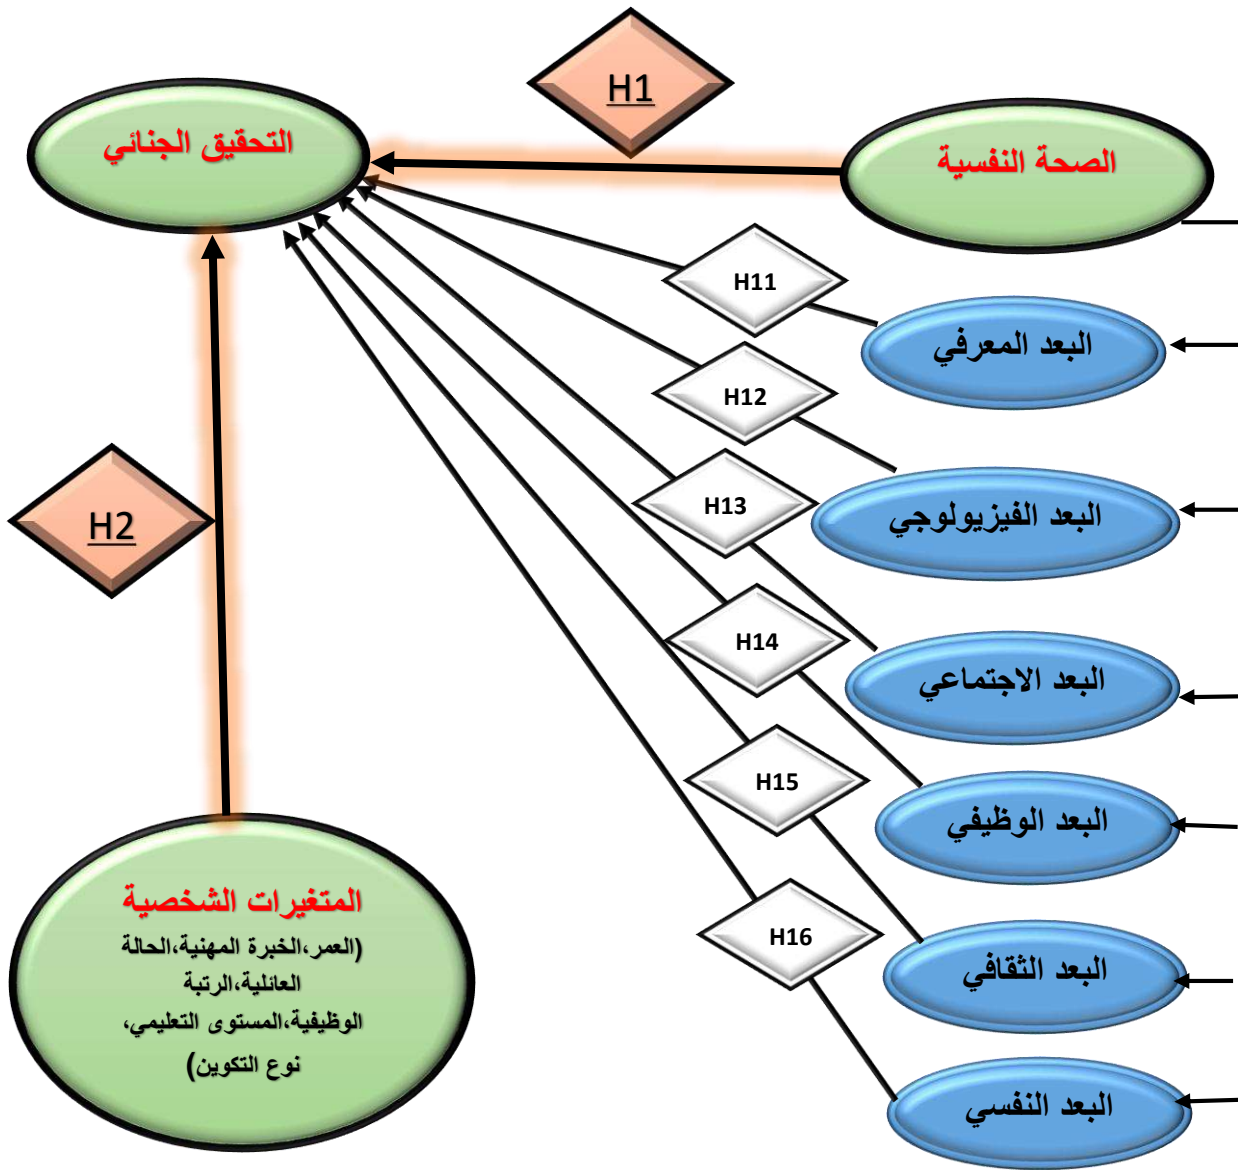 H1
التحقيق الجنائي
الصحة النفسية
H11
البعد المعرفي
H12
البعد الفيزيولوجي
H13
البعد الاجتماعي
H2
H14
البعد الوظيفي
H15
المتغيرات الشخصية
(العمر،الخبرة المهنية،الحالة
العائلية،الرتبة
الوظيفية،المستوى التعليمي،
نوع التكوين)
H16
البعد الثقافي
البعد النفسي